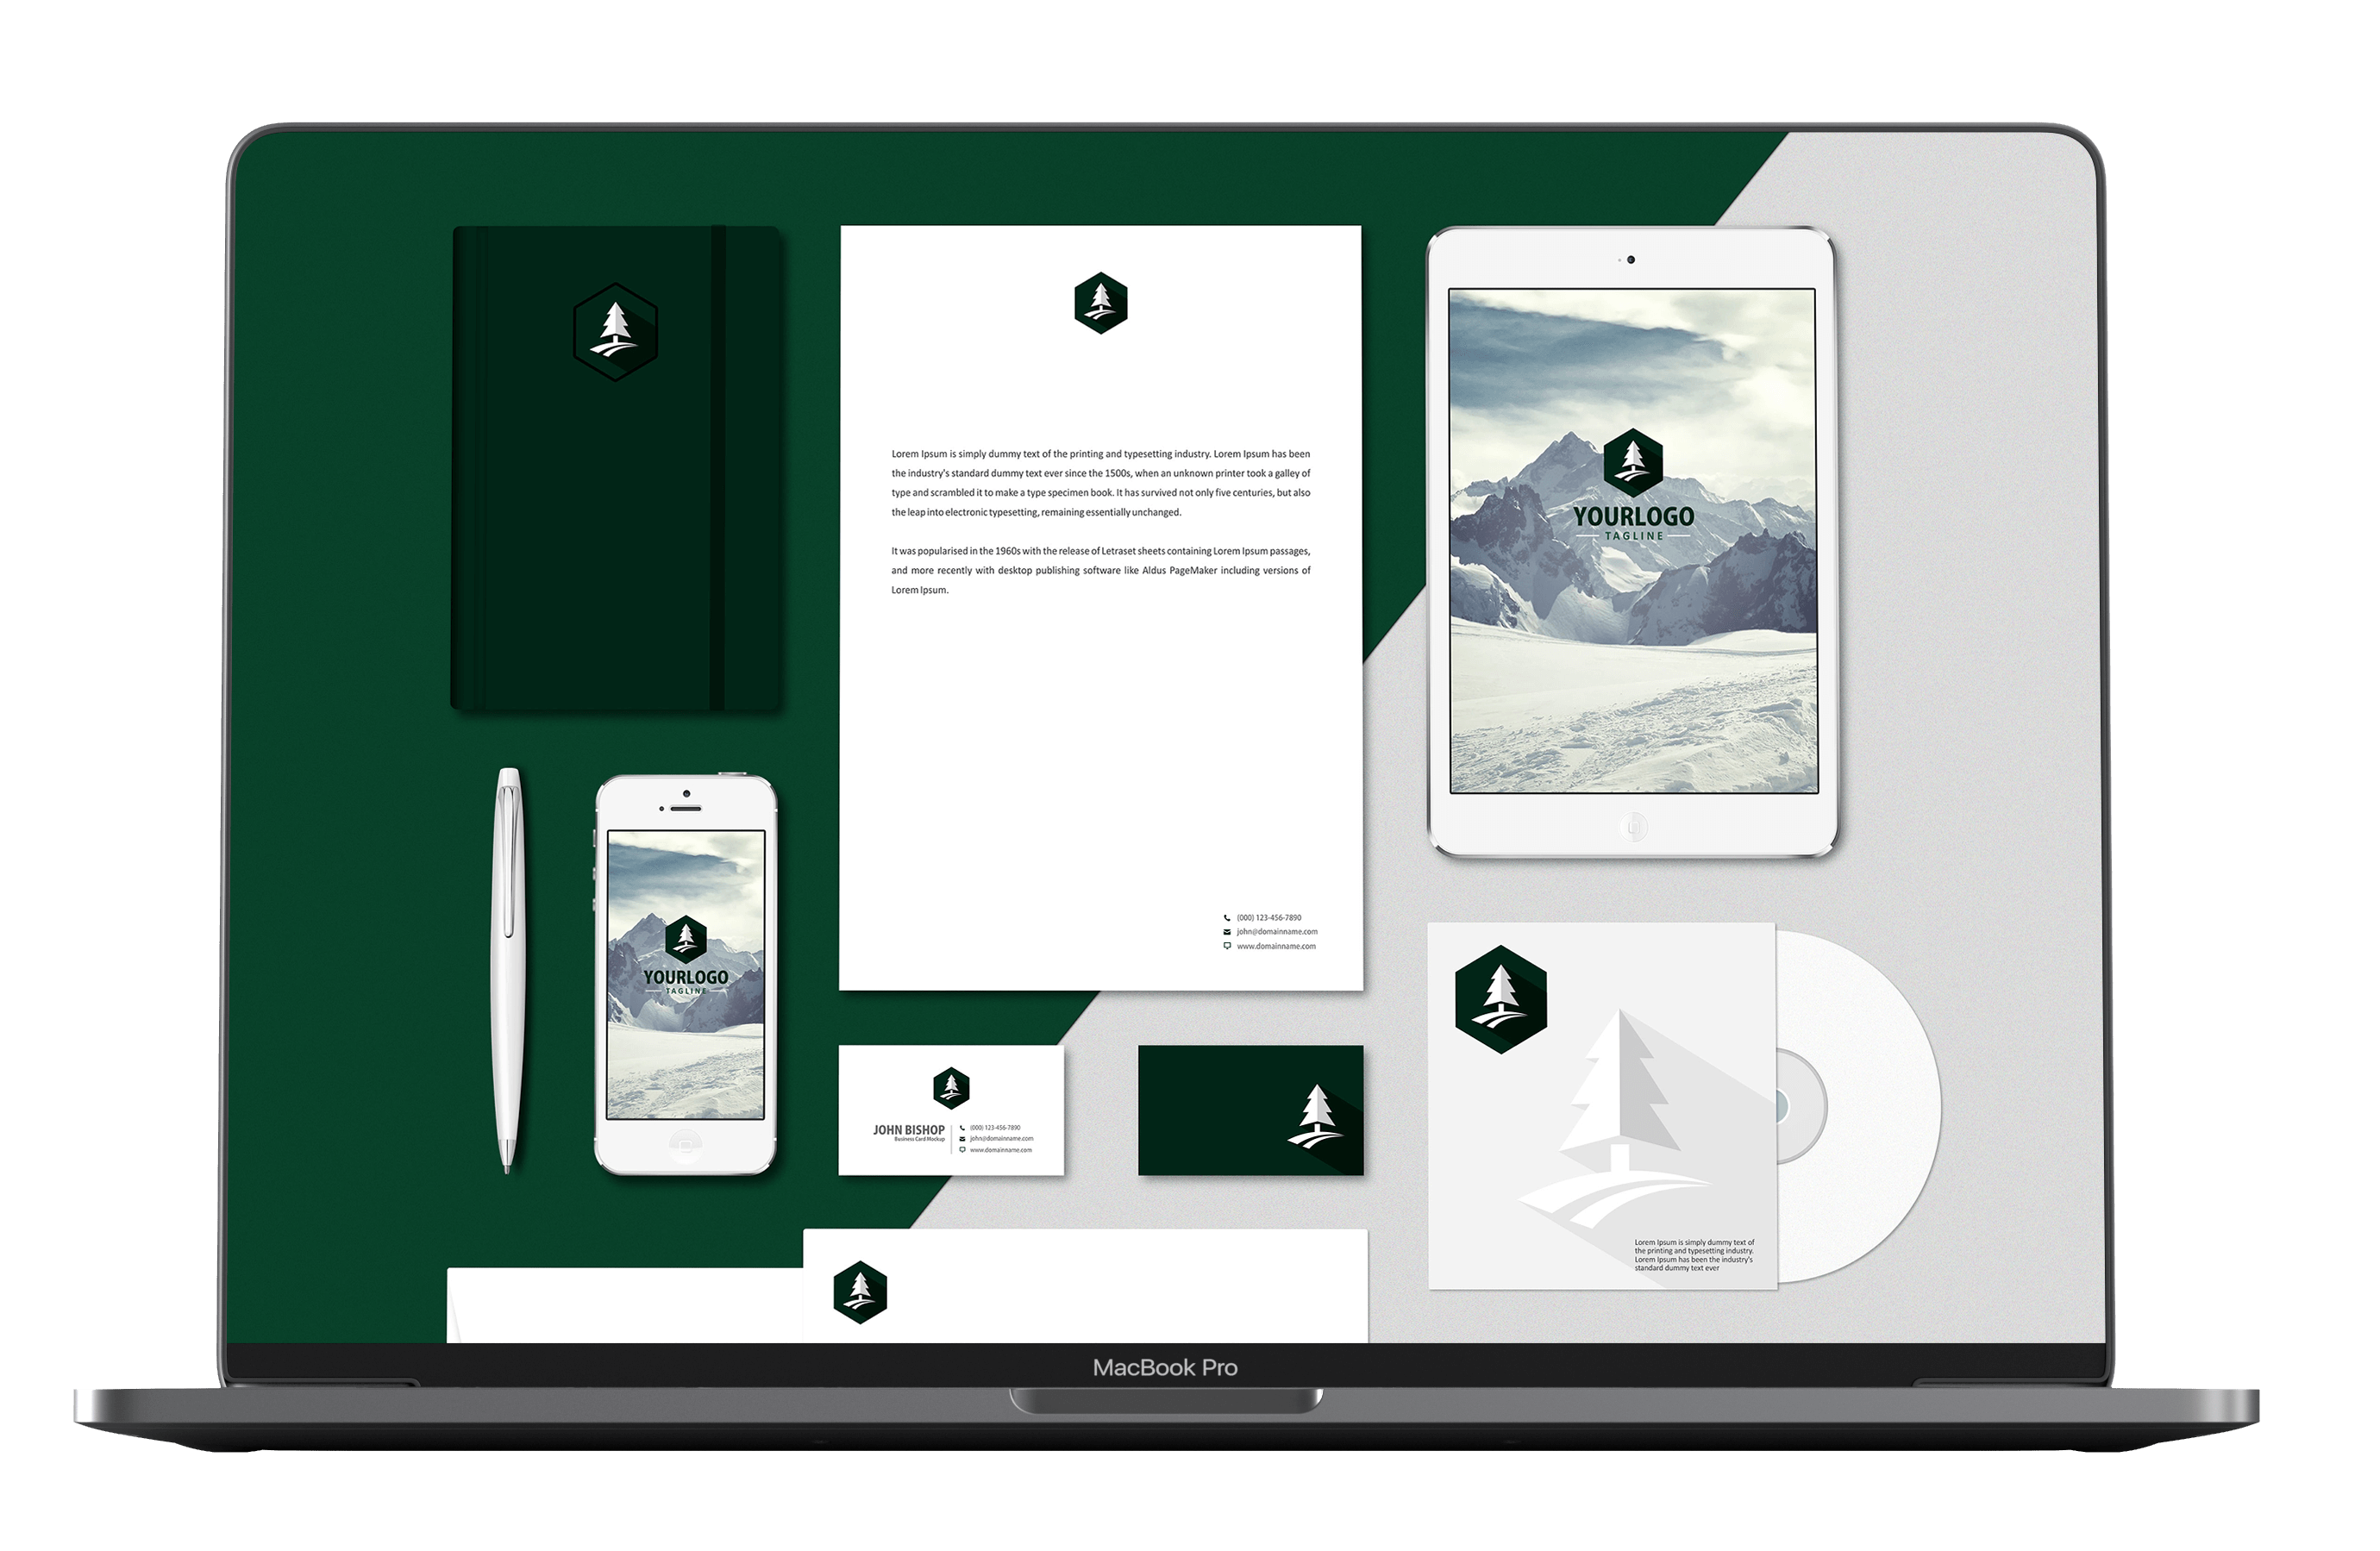 Lorem Ipsum is simply dummy text of the printing and typesetting industry. Lorem Ipsum has been
the industry's standard dummy text ever since the 1500s, when an unknown printer took a galley of
type and scrambled it to make a type specimen book. It has survived not only five centuries, but also
the leap into electronic typesetting, remaining essentially unchanged.
It was popularised in the 1960s with the release of Letraset sheets containing Lorem Ipsum passages,
and more recently with desktop publishing software like Aldus PageMaker including versions of
Lorem Ipsum.
(000) 123-456-7890
john@domainname.com
www.domainname.com
YOURLOGO
TAGLINE
YOURLOGO
TAGLINE
JOHN BISHOP
Business Card Mockup
(000) 123-456-7890
john@domainname.com
www.domainname.com
Lorem Ipsum is simply dummy text of
the printing and typesetting industry.
Lorem Ipsum has been the industry's
standard dummy text ever
MacBook Pro